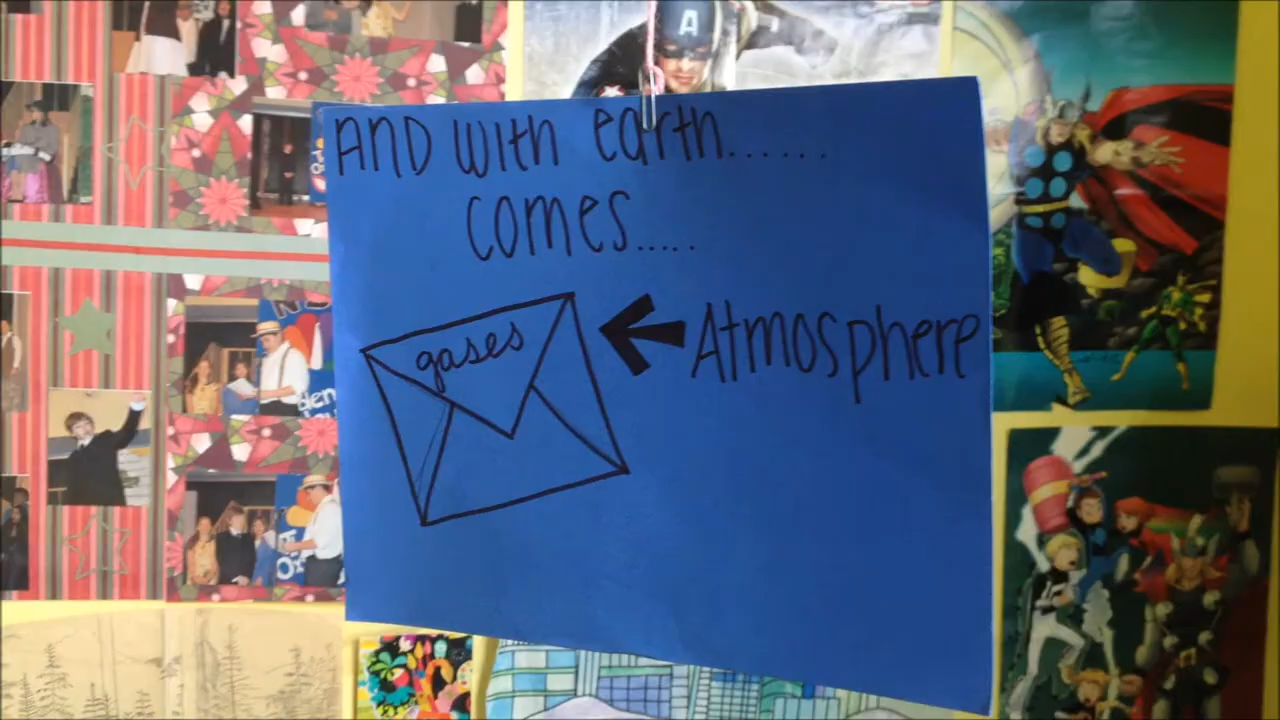 AND with earth......
comes.....
gases
Atmosphere
A